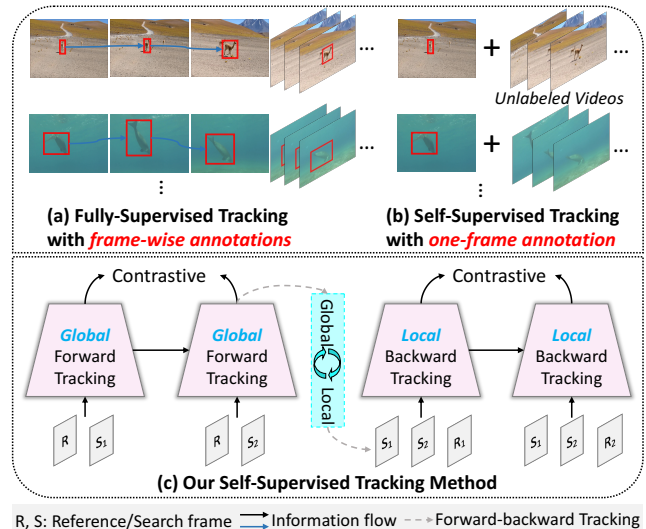 ...
...
Unlabeled Videos
...
...
⋮
⋮
(a) Fully-Supervised Tracking
with frame-wise annotations
(b) Self-Supervised Tracking
with one-frame annotation
Contrastive
Contrastive
Global
Forward
Tracking
Global
Forward
Tracking
Global
Local
Local
Backward
Tracking
Local
Backward
Tracking
R
S1
R
S2
S1
S2
R1
S1
S2
R2
(c) Our Self-Supervised Tracking Method
R, S: Reference/Search frame
Information flow
Forward-backward Tracking